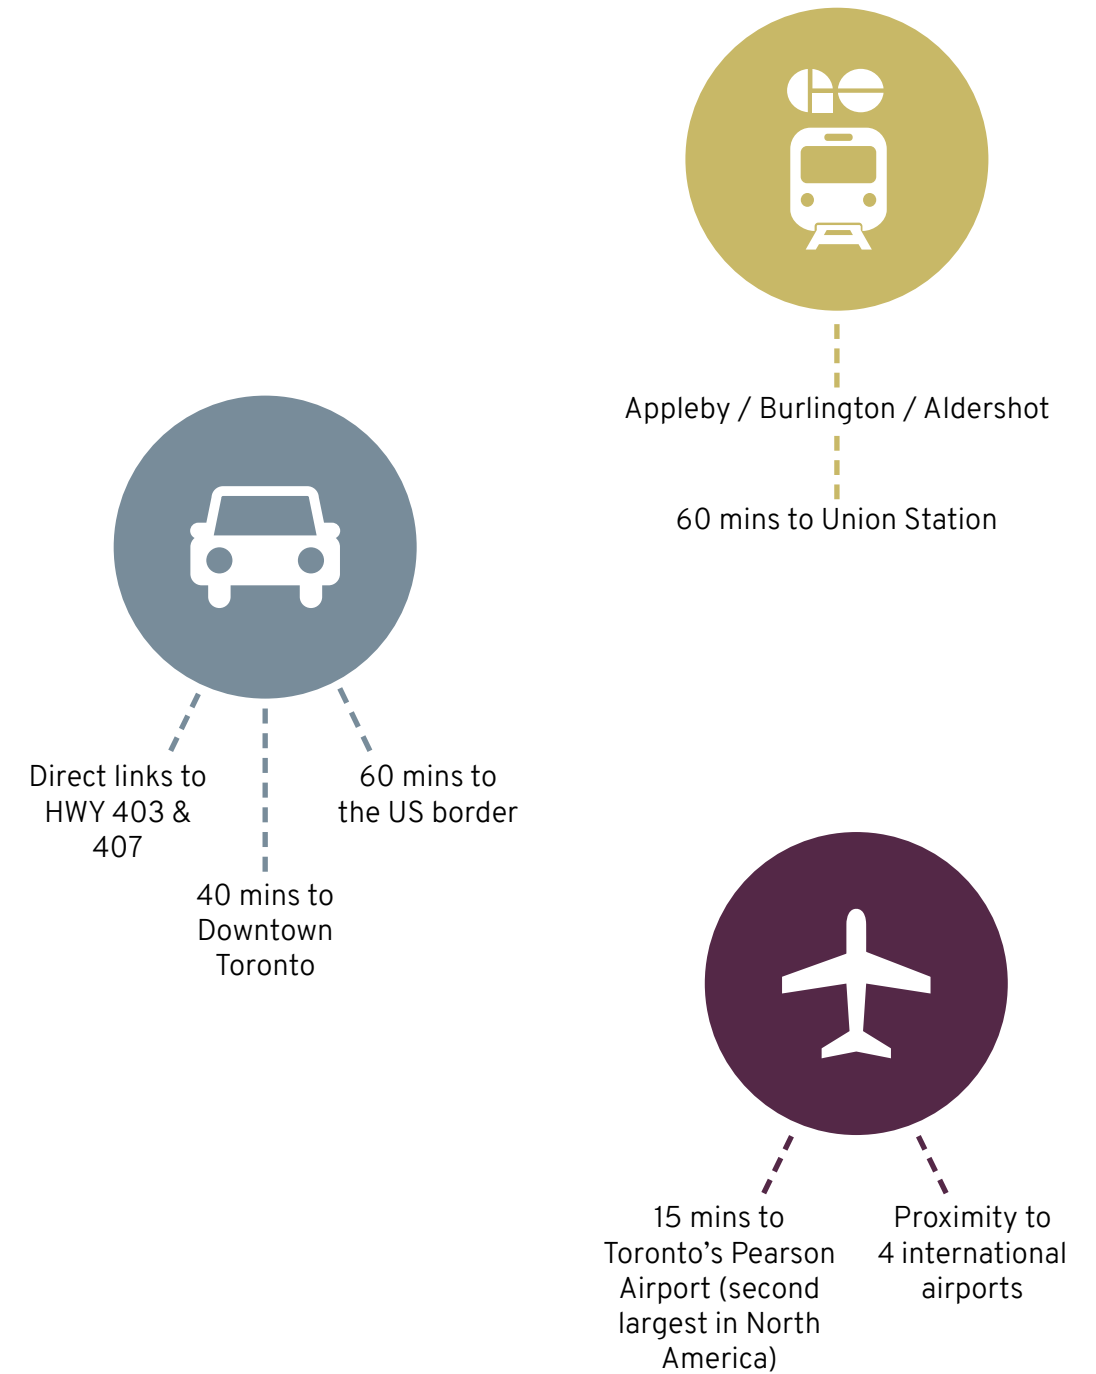 Appleby / Burlington / Aldershot
60 mins to Union Station
Direct links to
HWY 403 &
407
40 mins to
Downtown
Toronto
60 mins to
the US border
15 mins to
Toronto’s Pearson
Airport (second
largest in North
America)
Proximity to
4 international
airports